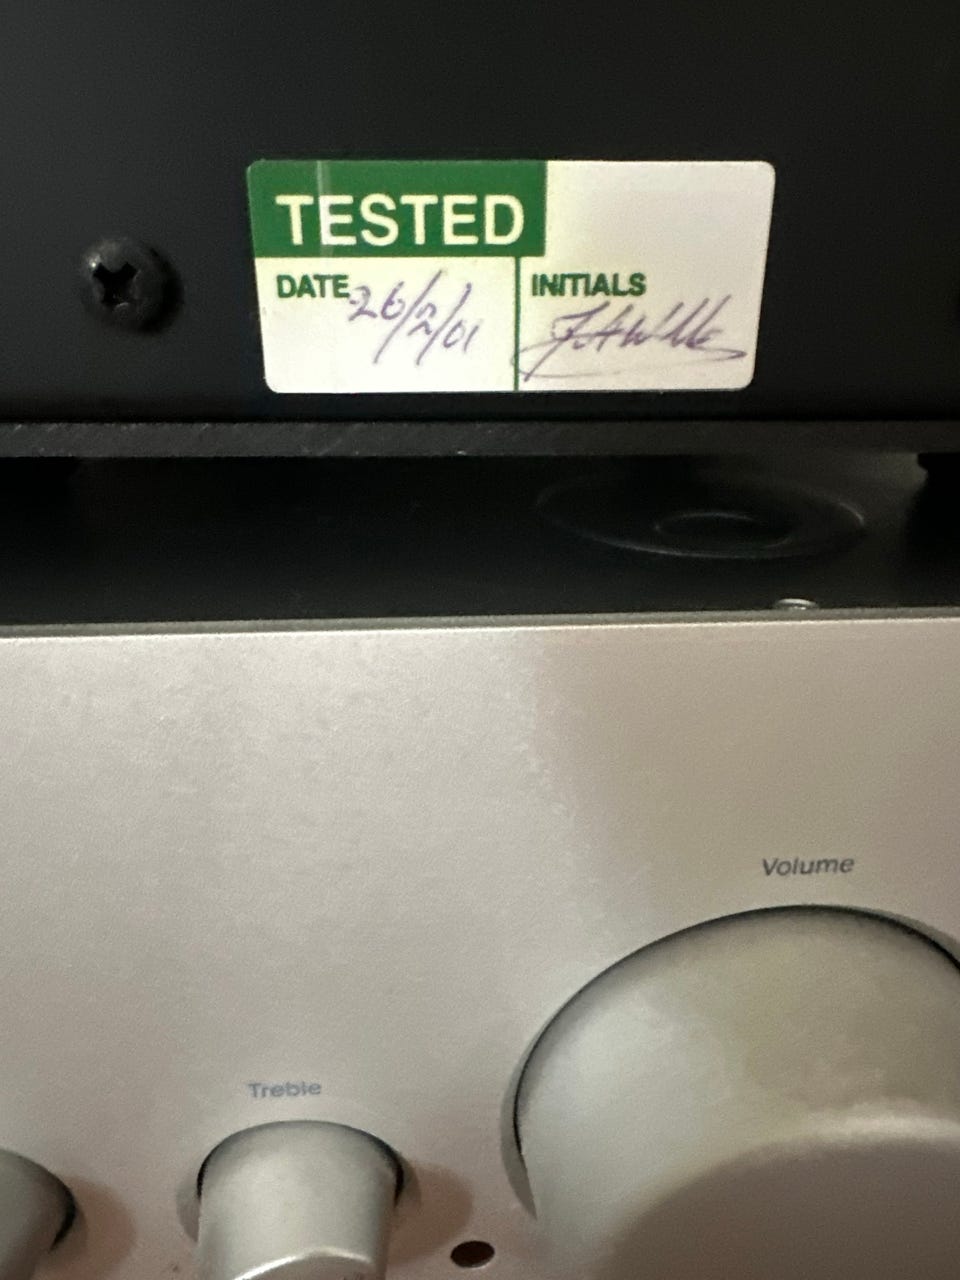 TESTED
DATE 26/2/01 INITIALS
Volume
Treble